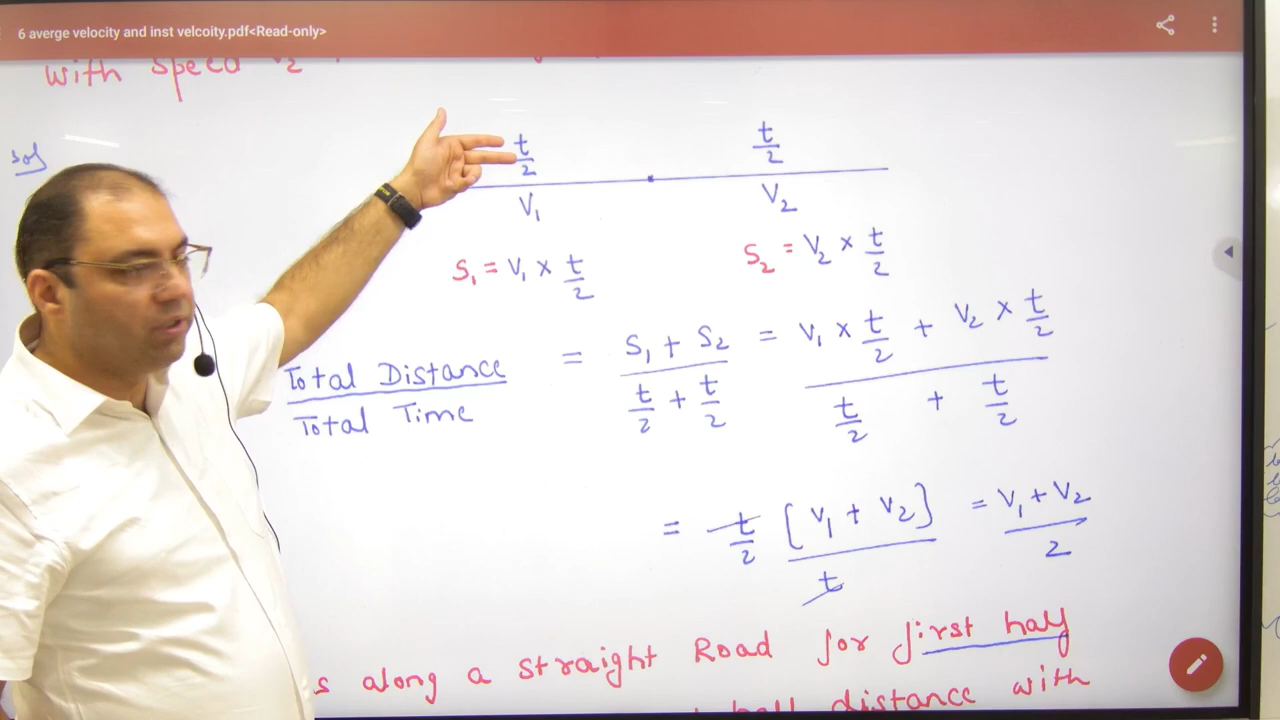 6 averge velocity and inst velcoity.pdf<Read-only>
with speed V₂
sol
t/2 t/2
V₁ V₂
S₁ = V₁ × t/2 S₂ = V₂ × t/2
Total Distance / Total Time = S₁ + S₂ / t/2 + t/2 = V₁ × t/2 + V₂ × t/2 / t/2 + t/2
= t/2 [V₁ + V₂] / t = V₁ + V₂ / 2
s along a straight Road for first half
half distance with